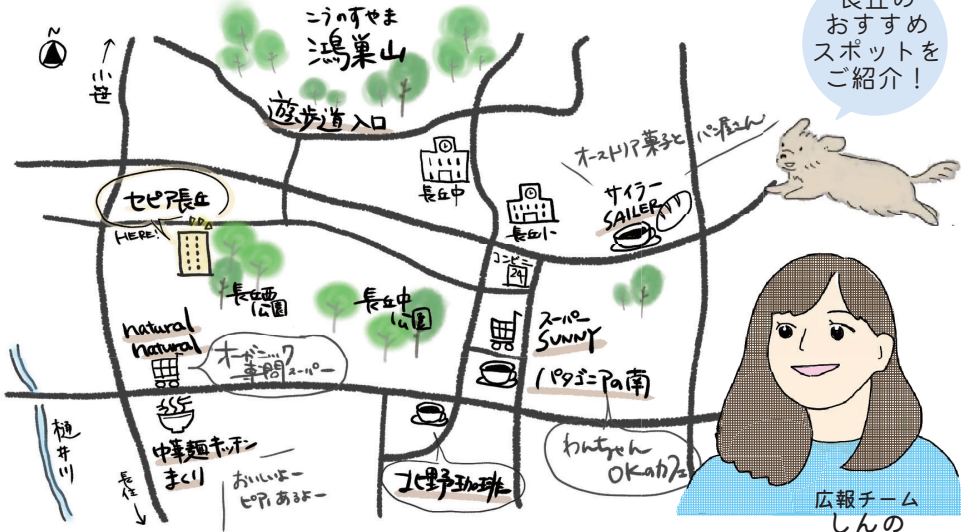 長丘の
おすすめ
スポットを
ご紹介！
N
小笹
こうのすやま
鴻巣山
遊歩道入口
長丘中
長丘小
オーストリア菓子とパン屋さん
サイラー
SAILER
セピア長丘
HERE!
長丘西
公園
長丘中
公園
コンビニ
24
スーパー
SUNNY
natural
natural
オーガニック
専門スーパー
パタゴニアの南
わんちゃん
OKカフェ
北野珈琲
中華麺キッチン
まくり
おいしいよー
ピアノあるよー
樋井川
長住
広報チーム
しんの